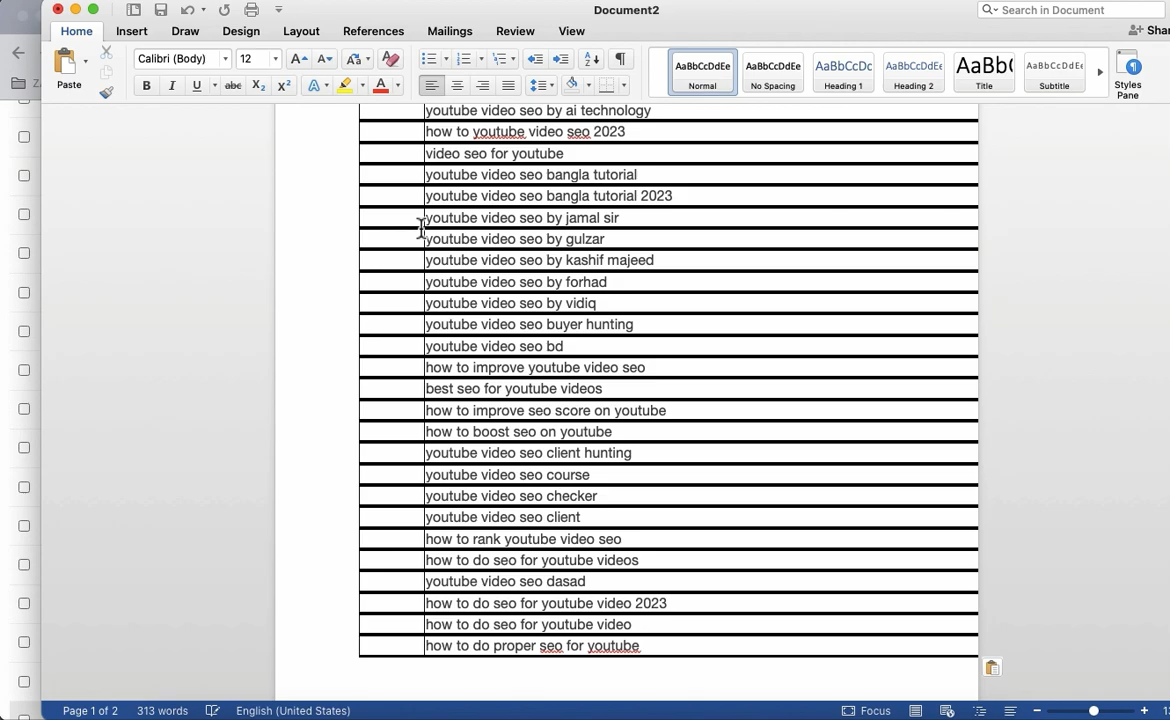 Document2
Search in Document
Home Insert Draw Design Layout References Mailings Review View
Paste
Calibri (Body) 12
B I U abc X₂ X²
AaBbCcDdEe AaBbCcDdEe AaBbCcDc AaBbCcDdEe AaBbC AaBbCcDdEe
Normal No Spacing Heading 1 Heading 2 Title Subtitle
Styles
Pane
youtube video seo by ai technology
how to youtube video seo 2023
video seo for youtube
youtube video seo bangla tutorial
youtube video seo bangla tutorial 2023
youtube video seo by jamal sir
youtube video seo by gulzar
youtube video seo by kashif majeed
youtube video seo by forhad
youtube video seo by vidiq
youtube video seo buyer hunting
youtube video seo bd
how to improve youtube video seo
best seo for youtube videos
how to improve seo score on youtube
how to boost seo on youtube
youtube video seo client hunting
youtube video seo course
youtube video seo checker
youtube video seo client
how to rank youtube video seo
how to do seo for youtube videos
youtube video seo dasad
how to do seo for youtube video 2023
how to do seo for youtube video
how to do proper seo for youtube
Page 1 of 2 313 words English (United States) Focus